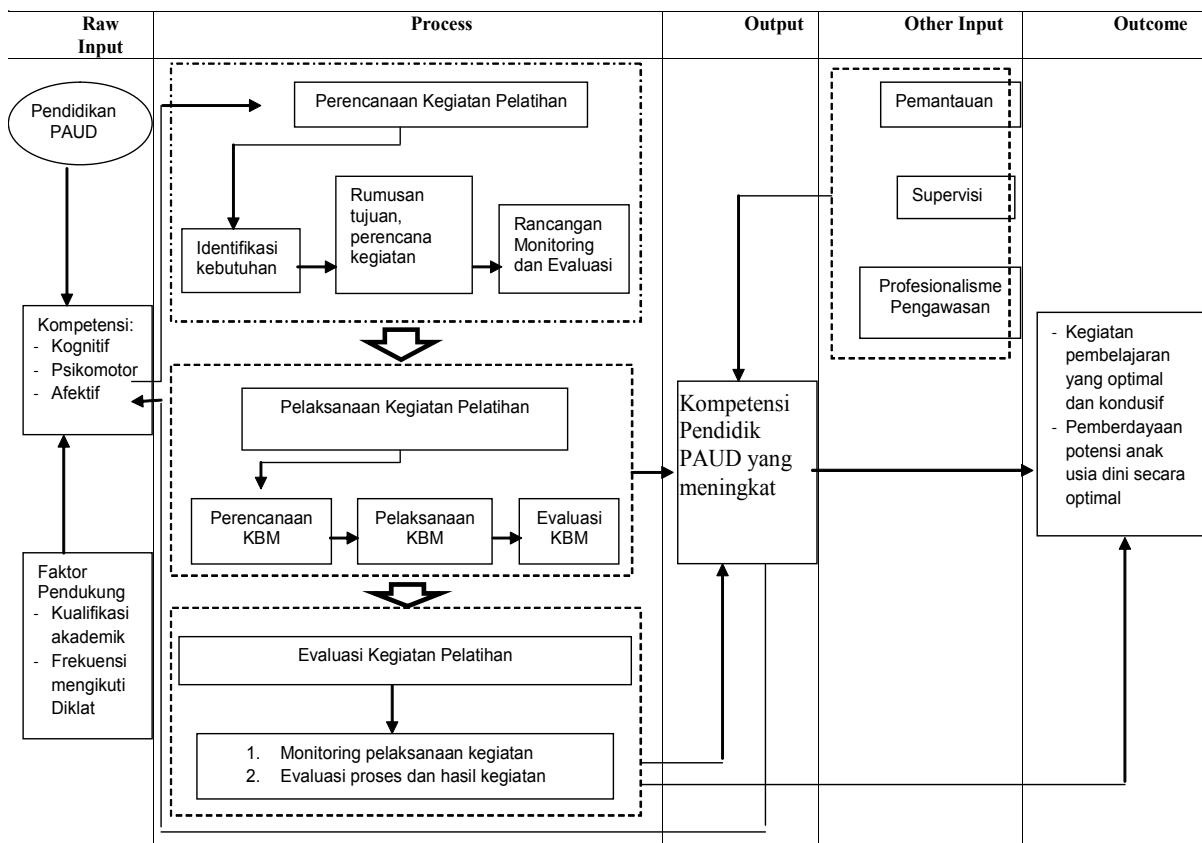 Raw
Input
Process
Output
Other Input
Outcome
Pendidikan
PAUD
Kompetensi:
- Kognitif
- Psikomotor
- Afektif
Faktor
Pendukung
- Kualifikasi
akademik
- Frekuensi
mengikuti
Diklat
Perencanaan Kegiatan Pelatihan
Identifikasi
kebutuhan
Rumusan
tujuan,
perencana
kegiatan
Rancangan
Monitoring
dan Evaluasi
Pelaksanaan Kegiatan Pelatihan
Perencanaan
KBM
Pelaksanaan
KBM
Evaluasi
KBM
Evaluasi Kegiatan Pelatihan
1. Monitoring pelaksanaan kegiatan
2. Evaluasi proses dan hasil kegiatan
Kompetensi
Pendidik
PAUD yang
meningkat
Pemantauan
Supervisi
Profesionalisme
Pengawasan
- Kegiatan
pembelajaran
yang optimal
dan kondusif
- Pemberdayaan
potensi anak
usia dini secara
optimal